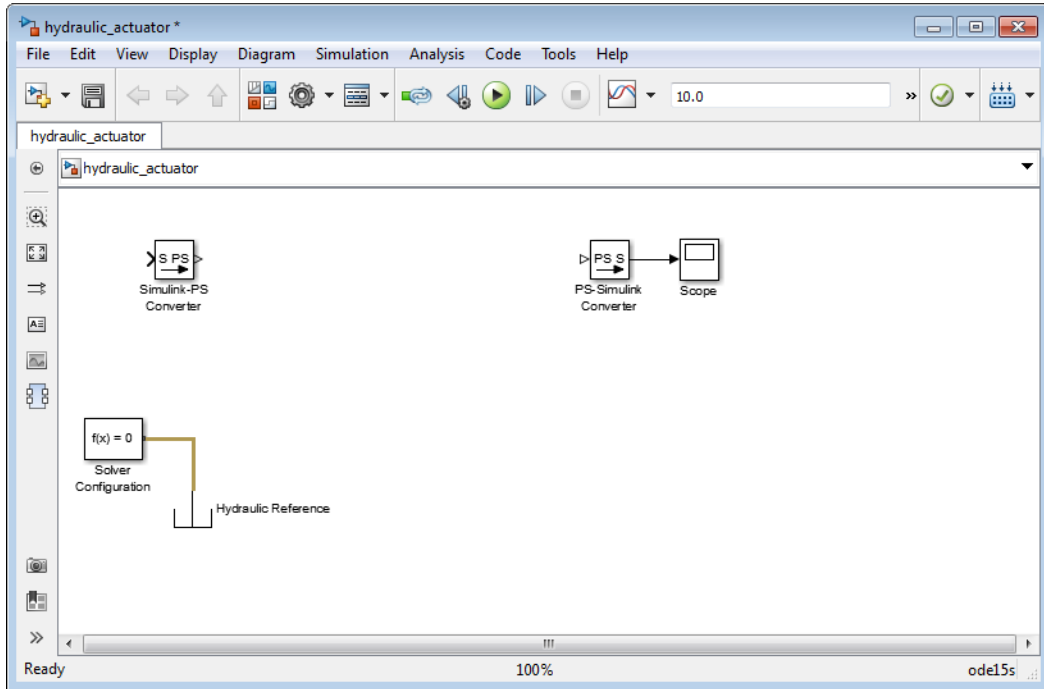 hydraulic_actuator *
File Edit View Display Diagram Simulation Analysis Code Tools Help
10.0 »
hydraulic_actuator
hydraulic_actuator
S PS
Simulink-PS
Converter
PS S
PS-Simulink
Converter
Scope
f(x) = 0
Solver
Configuration
Hydraulic Reference
Ready 100% ode15s